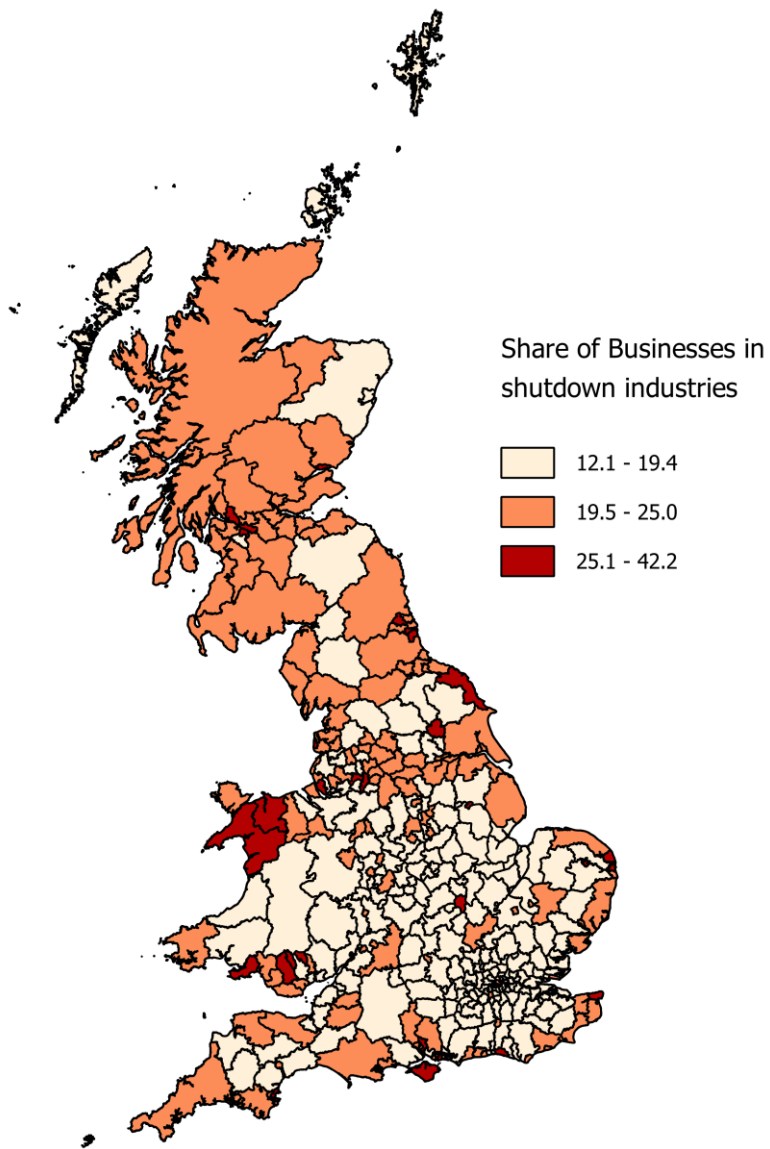 Share of Businesses in
shutdown industries
12.1 - 19.4
19.5 - 25.0
25.1 - 42.2